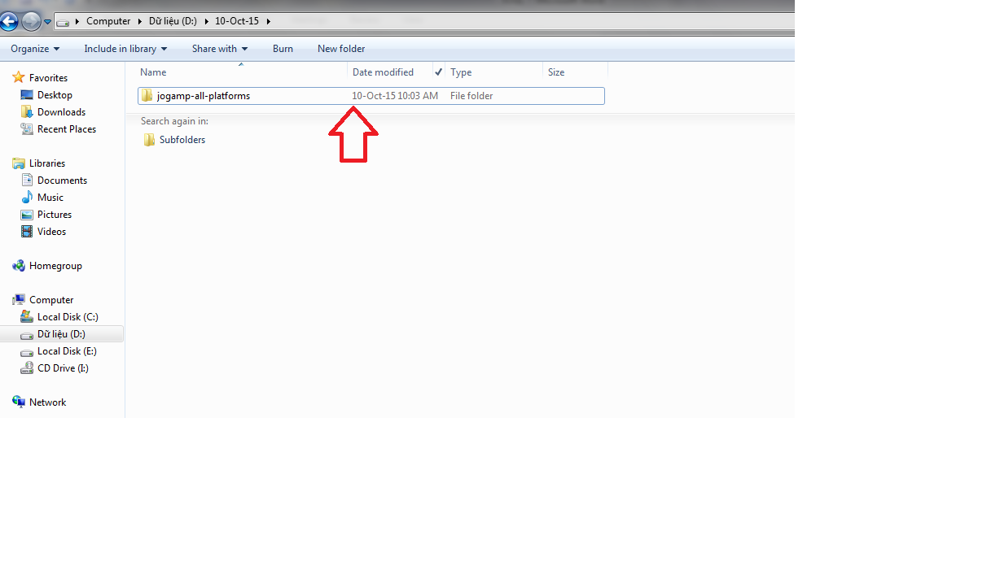 Computer Dữ liệu (D:) 10-Oct-15
Organize Include in library Share with Burn New folder
Favorites
Desktop
Downloads
Recent Places
Libraries
Documents
Music
Pictures
Videos
Homegroup
Computer
Local Disk (C:)
Dữ liệu (D:)
Local Disk (E:)
CD Drive (I:)
Network
Name Date modified Type Size
jogamp-all-platforms 10-Oct-15 10:03 AM File folder
Search again in:
Subfolders